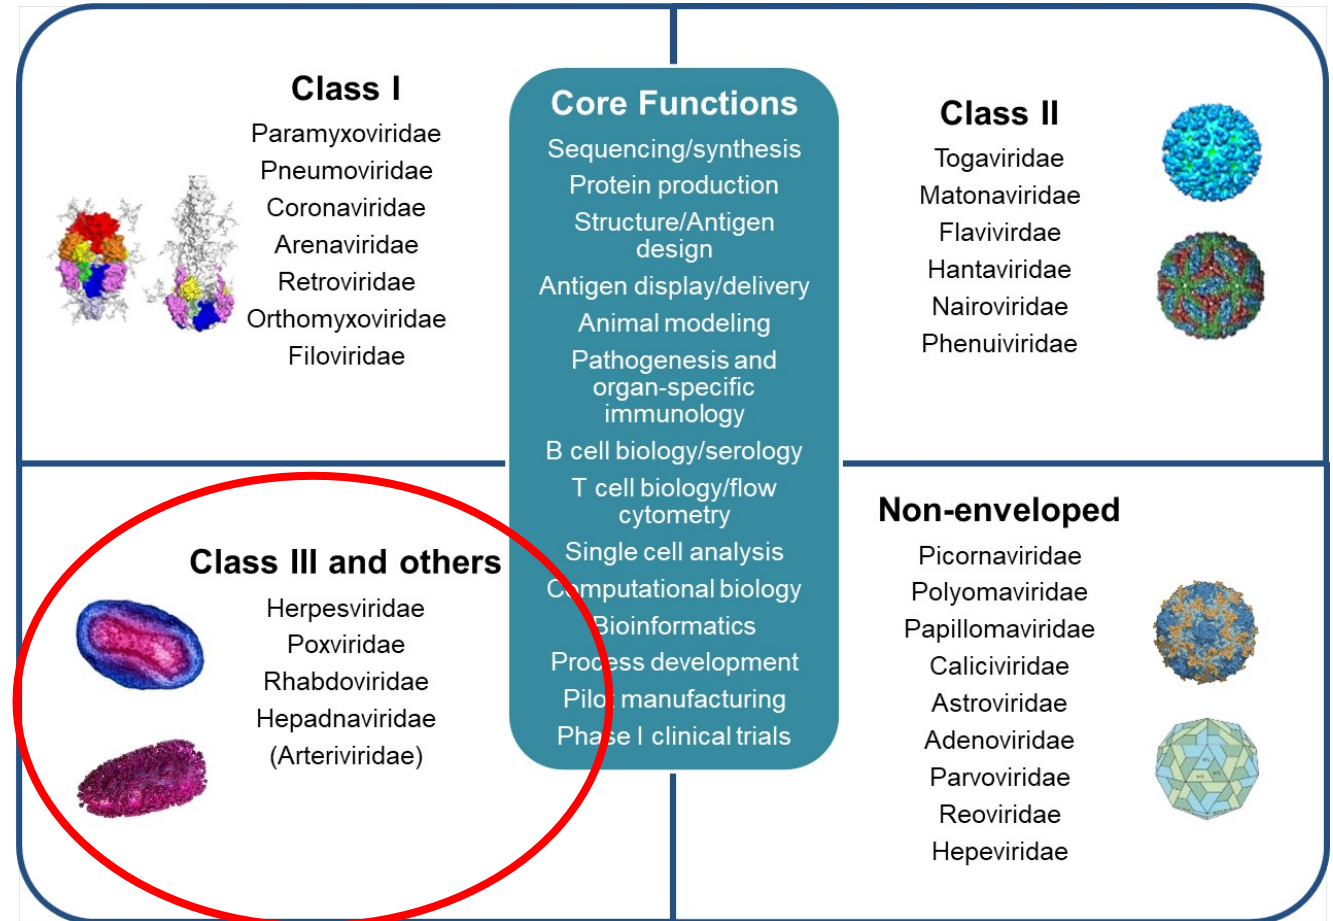 Class I
Paramyxoviridae
Pneumoviridae
Coronaviridae
Arenaviridae
Retroviridae
Orthomyxoviridae
Filoviridae
Core Functions
Sequencing/synthesis
Protein production
Structure/Antigen
design
Antigen display/delivery
Animal modeling
Pathogenesis and
organ-specific
immunology
B cell biology/serology
T cell biology/flow
cytometry
Single cell analysis
Computational biology
Bioinformatics
Process development
Pilot manufacturing
Phase I clinical trials
Class II
Togaviridae
Matonaviridae
Flavivirdae
Hantaviridae
Nairoviridae
Phenuiviridae
Class III and others
Herpesviridae
Poxviridae
Rhabdoviridae
Hepadnaviridae
(Arteriviridae)
Non-enveloped
Picornaviridae
Polyomaviridae
Papillomaviridae
Caliciviridae
Astroviridae
Adenoviridae
Parvoviridae
Reoviridae
Hepeviridae